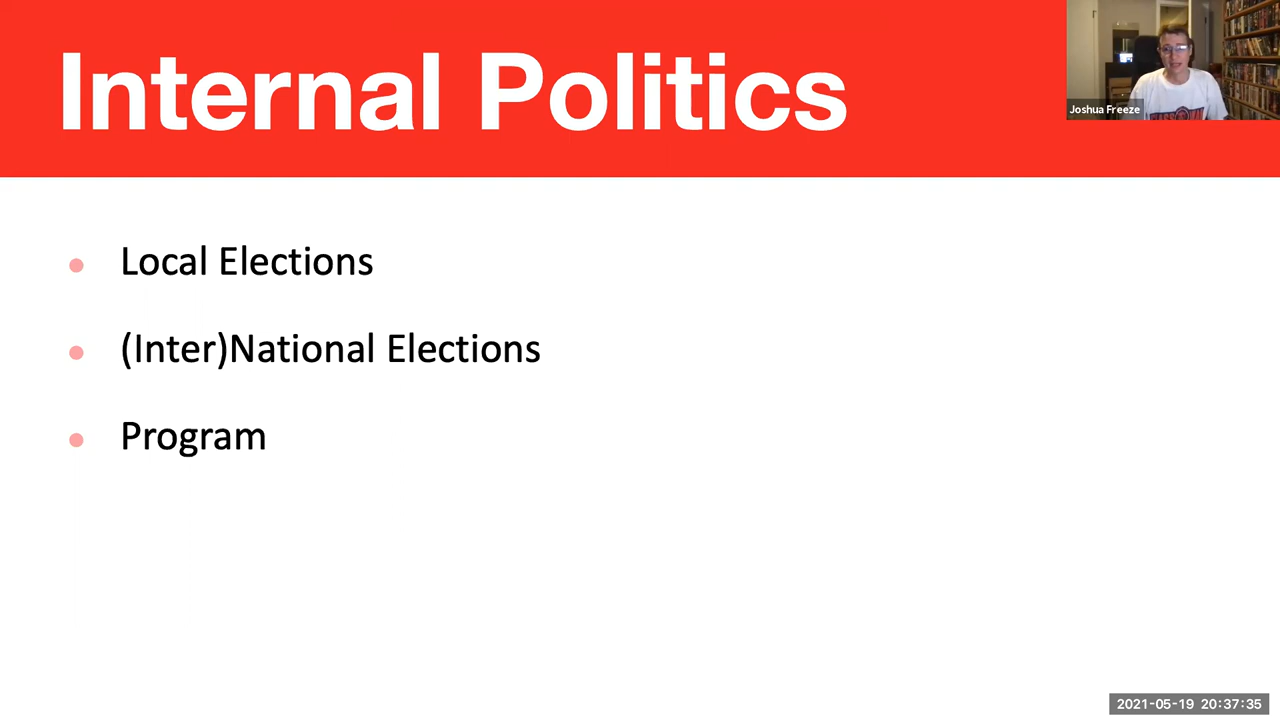 Internal Politics
Joshua Freeze
Local Elections
(Inter)National Elections
Program
2021-05-19 20:37:35